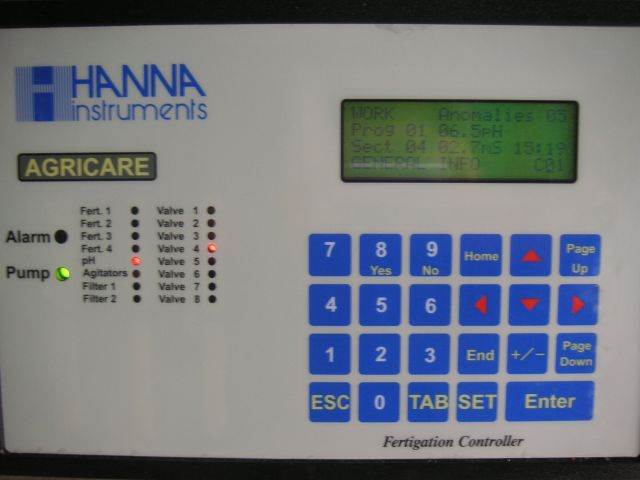 HANNA
instruments
AGRICARE
WORK Anomalies 05
Prog 01 06.5pH
Sect 04 02.7mS 15:19
GENERAL INFO C01
Alarm
Pump
Fert. 1 Valve 1
Fert. 2 Valve 2
Fert. 3 Valve 3
Fert. 4 Valve 4
pH Valve 5
Agitators Valve 6
Filter 1 Valve 7
Filter 2 Valve 8
7 8 Yes 9 No Home Page Up
4 5 6
1 2 3 End +/- Page Down
ESC 0 TAB SET Enter
Fertigation Controller